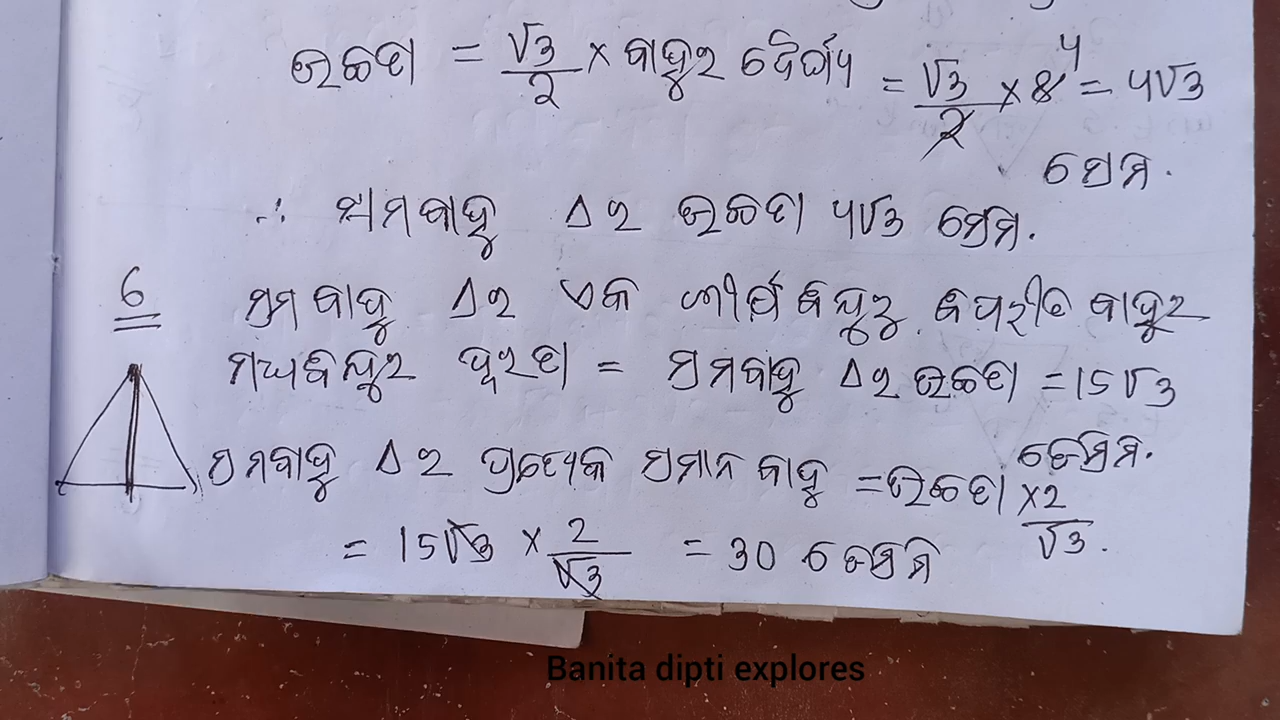 ଉଚ୍ଚତା = √3/2 × ବାହୁର ଦୈର୍ଘ୍ୟ = √3/2 × 8 4 = 4√3
ସେମି.
∴ ସମବାହୁ Δ ର ଉଚ୍ଚତା 4√3 ସେମି.
6 ସମବାହୁ Δ ର ଏକ ଶୀର୍ଷ ବିନ୍ଦୁରୁ ବିପରୀତ ବାହୁର
ମଧ୍ୟବିନ୍ଦୁର ଦୂରତା = ସମବାହୁ Δ ର ଉଚ୍ଚତା = 15√3
ଡେସିମି.
ସମବାହୁ Δ ର ପ୍ରତ୍ୟେକ ସମାନ ବାହୁ = ଉଚ୍ଚତା × 2/√3.
= 15√3 × 2/√3 = 30 ଡେସିମି
Banita dipti explores